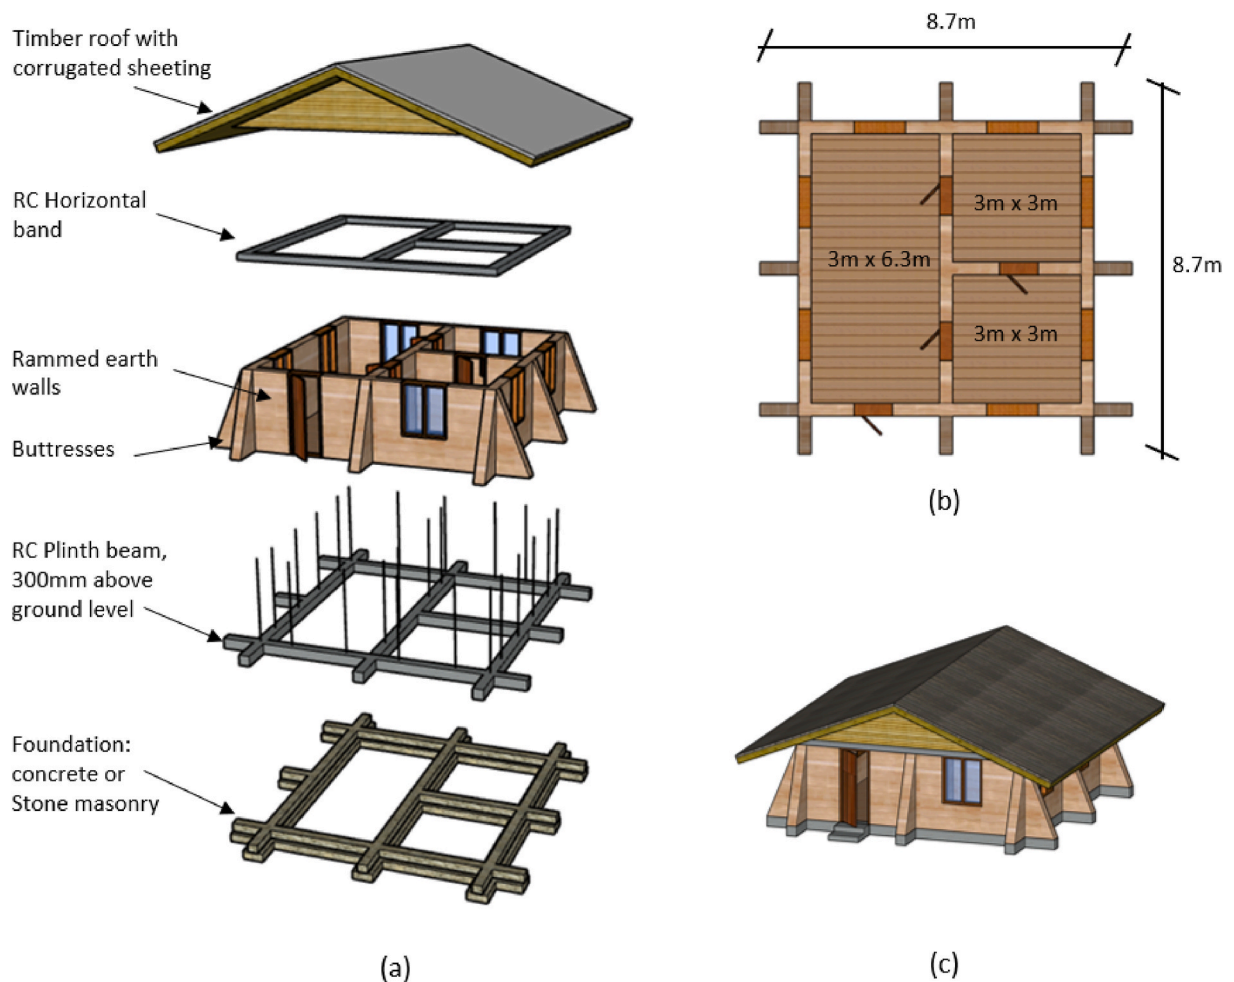 Timber roof with
corrugated sheeting
RC Horizontal
band
Rammed earth
walls
Buttresses
RC Plinth beam,
300mm above
ground level
Foundation:
concrete or
Stone masonry
(a)
8.7m
3m x 3m
3m x 6.3m
8.7m
3m x 3m
(b)
(c)